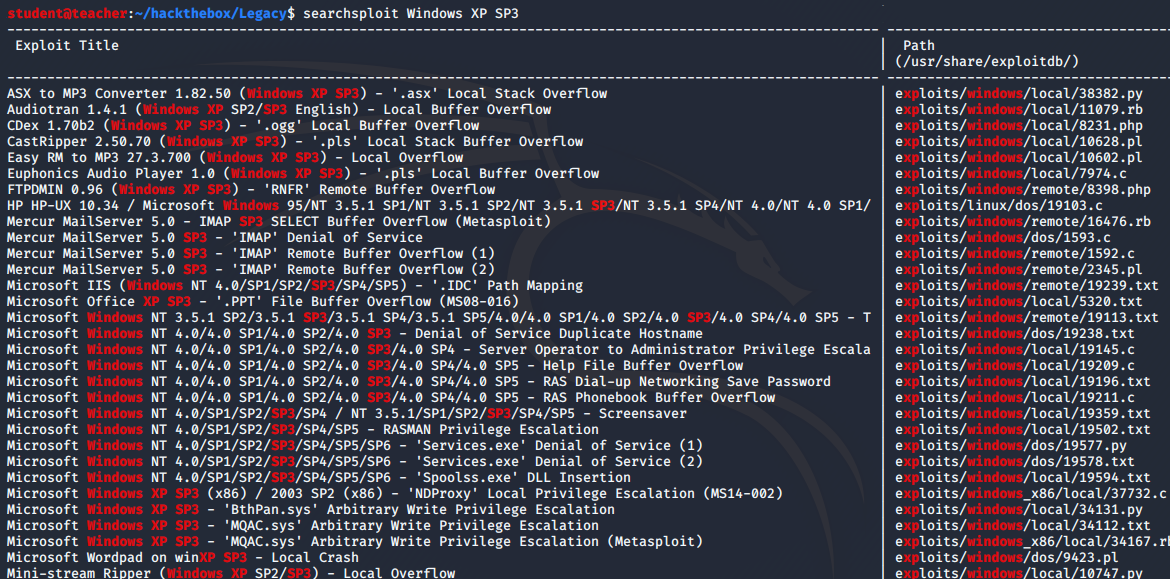 student@teacher:~/hackthebox/Legacy$ searchsploit Windows XP SP3
Exploit Title | Path
| (/usr/share/exploitdb/)
ASX to MP3 Converter 1.82.50 (Windows XP SP3) - '.asx' Local Stack Overflow | exploits/windows/local/38382.py
Audiotran 1.4.1 (Windows XP SP2/SP3 English) - Local Buffer Overflow | exploits/windows/local/11079.rb
CDex 1.70b2 (Windows XP SP3) - '.ogg' Local Buffer Overflow | exploits/windows/local/8231.php
CastRipper 2.50.70 (Windows XP SP3) - '.pls' Local Stack Buffer Overflow | exploits/windows/local/10628.pl
Easy RM to MP3 27.3.700 (Windows XP SP3) - Local Overflow | exploits/windows/local/10602.pl
Euphonics Audio Player 1.0 (Windows XP SP3) - '.pls' Local Buffer Overflow | exploits/windows/local/7974.c
FTPDMIN 0.96 (Windows XP SP3) - 'RNFR' Remote Buffer Overflow | exploits/windows/remote/8398.php
HP HP-UX 10.34 / Microsoft Windows 95/NT 3.5.1 SP1/NT 3.5.1 SP2/NT 3.5.1 SP3/NT 3.5.1 SP4/NT 4.0/NT 4.0 SP1/ | exploits/linux/dos/19103.c
Mercur MailServer 5.0 - IMAP SP3 SELECT Buffer Overflow (Metasploit) | exploits/windows/remote/16476.rb
Mercur MailServer 5.0 SP3 - 'IMAP' Denial of Service | exploits/windows/dos/1593.c
Mercur MailServer 5.0 SP3 - 'IMAP' Remote Buffer Overflow (1) | exploits/windows/remote/1592.c
Mercur MailServer 5.0 SP3 - 'IMAP' Remote Buffer Overflow (2) | exploits/windows/remote/2345.pl
Microsoft IIS (Windows NT 4.0/SP1/SP2/SP3/SP4/SP5) - '.IDC' Path Mapping | exploits/windows/remote/19239.txt
Microsoft Office XP SP3 - '.PPT' File Buffer Overflow (MS08-016) | exploits/windows/local/5320.txt
Microsoft Windows NT 3.5.1 SP2/3.5.1 SP3/3.5.1 SP4/3.5.1 SP5/4.0/4.0 SP1/4.0 SP2/4.0 SP3/4.0 SP4/4.0 SP5 - T | exploits/windows/remote/19113.txt
Microsoft Windows NT 4.0/4.0 SP1/4.0 SP2/4.0 SP3 - Denial of Service Duplicate Hostname | exploits/windows/dos/19238.txt
Microsoft Windows NT 4.0/4.0 SP1/4.0 SP2/4.0 SP3/4.0 SP4 - Server Operator to Administrator Privilege Escala | exploits/windows/local/19145.c
Microsoft Windows NT 4.0/4.0 SP1/4.0 SP2/4.0 SP3/4.0 SP4/4.0 SP5 - Help File Buffer Overflow | exploits/windows/local/19209.c
Microsoft Windows NT 4.0/4.0 SP1/4.0 SP2/4.0 SP3/4.0 SP4/4.0 SP5 - RAS Dial-up Networking Save Password | exploits/windows/local/19196.txt
Microsoft Windows NT 4.0/4.0 SP1/4.0 SP2/4.0 SP3/4.0 SP4/4.0 SP5 - RAS Phonebook Buffer Overflow | exploits/windows/local/19211.c
Microsoft Windows NT 4.0/SP1/SP2/SP3/SP4 / NT 3.5.1/SP1/SP2/SP3/SP4/SP5 - Screensaver | exploits/windows/local/19359.txt
Microsoft Windows NT 4.0/SP1/SP2/SP3/SP4/SP5 - RASMAN Privilege Escalation | exploits/windows/local/19502.txt
Microsoft Windows NT 4.0/SP1/SP2/SP3/SP4/SP5/SP6 - 'Services.exe' Denial of Service (1) | exploits/windows/dos/19577.py
Microsoft Windows NT 4.0/SP1/SP2/SP3/SP4/SP5/SP6 - 'Services.exe' Denial of Service (2) | exploits/windows/dos/19578.txt
Microsoft Windows NT 4.0/SP1/SP2/SP3/SP4/SP5/SP6 - 'Spoolss.exe' DLL Insertion | exploits/windows/local/19594.txt
Microsoft Windows XP SP3 (x86) / 2003 SP2 (x86) - 'NDProxy' Local Privilege Escalation (MS14-002) | exploits/windows_x86/local/37732.c
Microsoft Windows XP SP3 - 'BthPan.sys' Arbitrary Write Privilege Escalation | exploits/windows/local/34131.py
Microsoft Windows XP SP3 - 'MQAC.sys' Arbitrary Write Privilege Escalation | exploits/windows/local/34112.txt
Microsoft Windows XP SP3 - 'MQAC.sys' Arbitrary Write Privilege Escalation (Metasploit) | exploits/windows_x86/local/34167.rb
Microsoft Wordpad on winXP SP3 - Local Crash | exploits/windows/dos/9423.pl
Mini-stream Ripper (Windows XP SP2/SP3) - Local Overflow | exploits/windows/local/10747.py